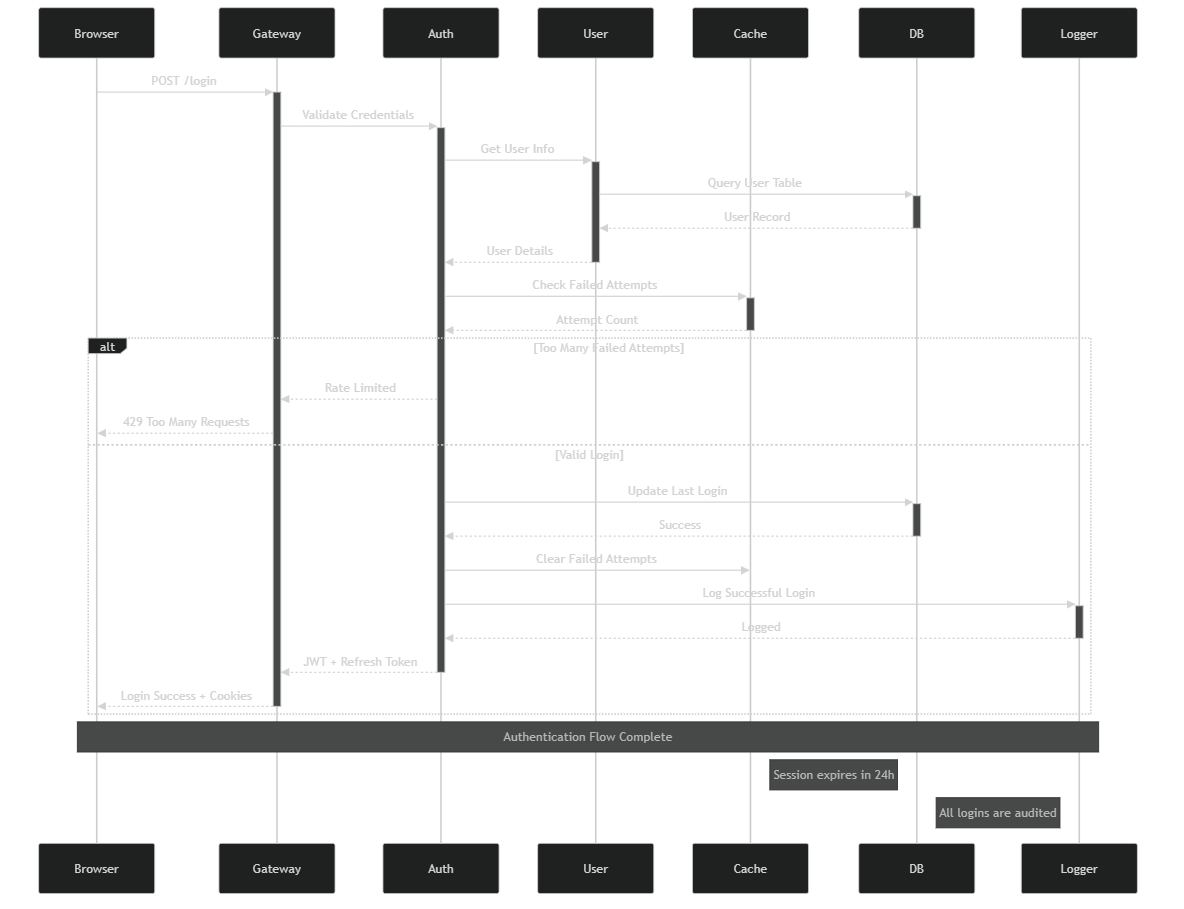 Browser
Gateway
Auth
User
Cache
DB
Logger
POST /login
Validate Credentials
Get User Info
Query User Table
User Record
User Details
Check Failed Attempts
Attempt Count
alt
[Too Many Failed Attempts]
Rate Limited
429 Too Many Requests
[Valid Login]
Update Last Login
Success
Clear Failed Attempts
Log Successful Login
Logged
JWT + Refresh Token
Login Success + Cookies
Authentication Flow Complete
Session expires in 24h
All logins are audited
Browser
Gateway
Auth
User
Cache
DB
Logger